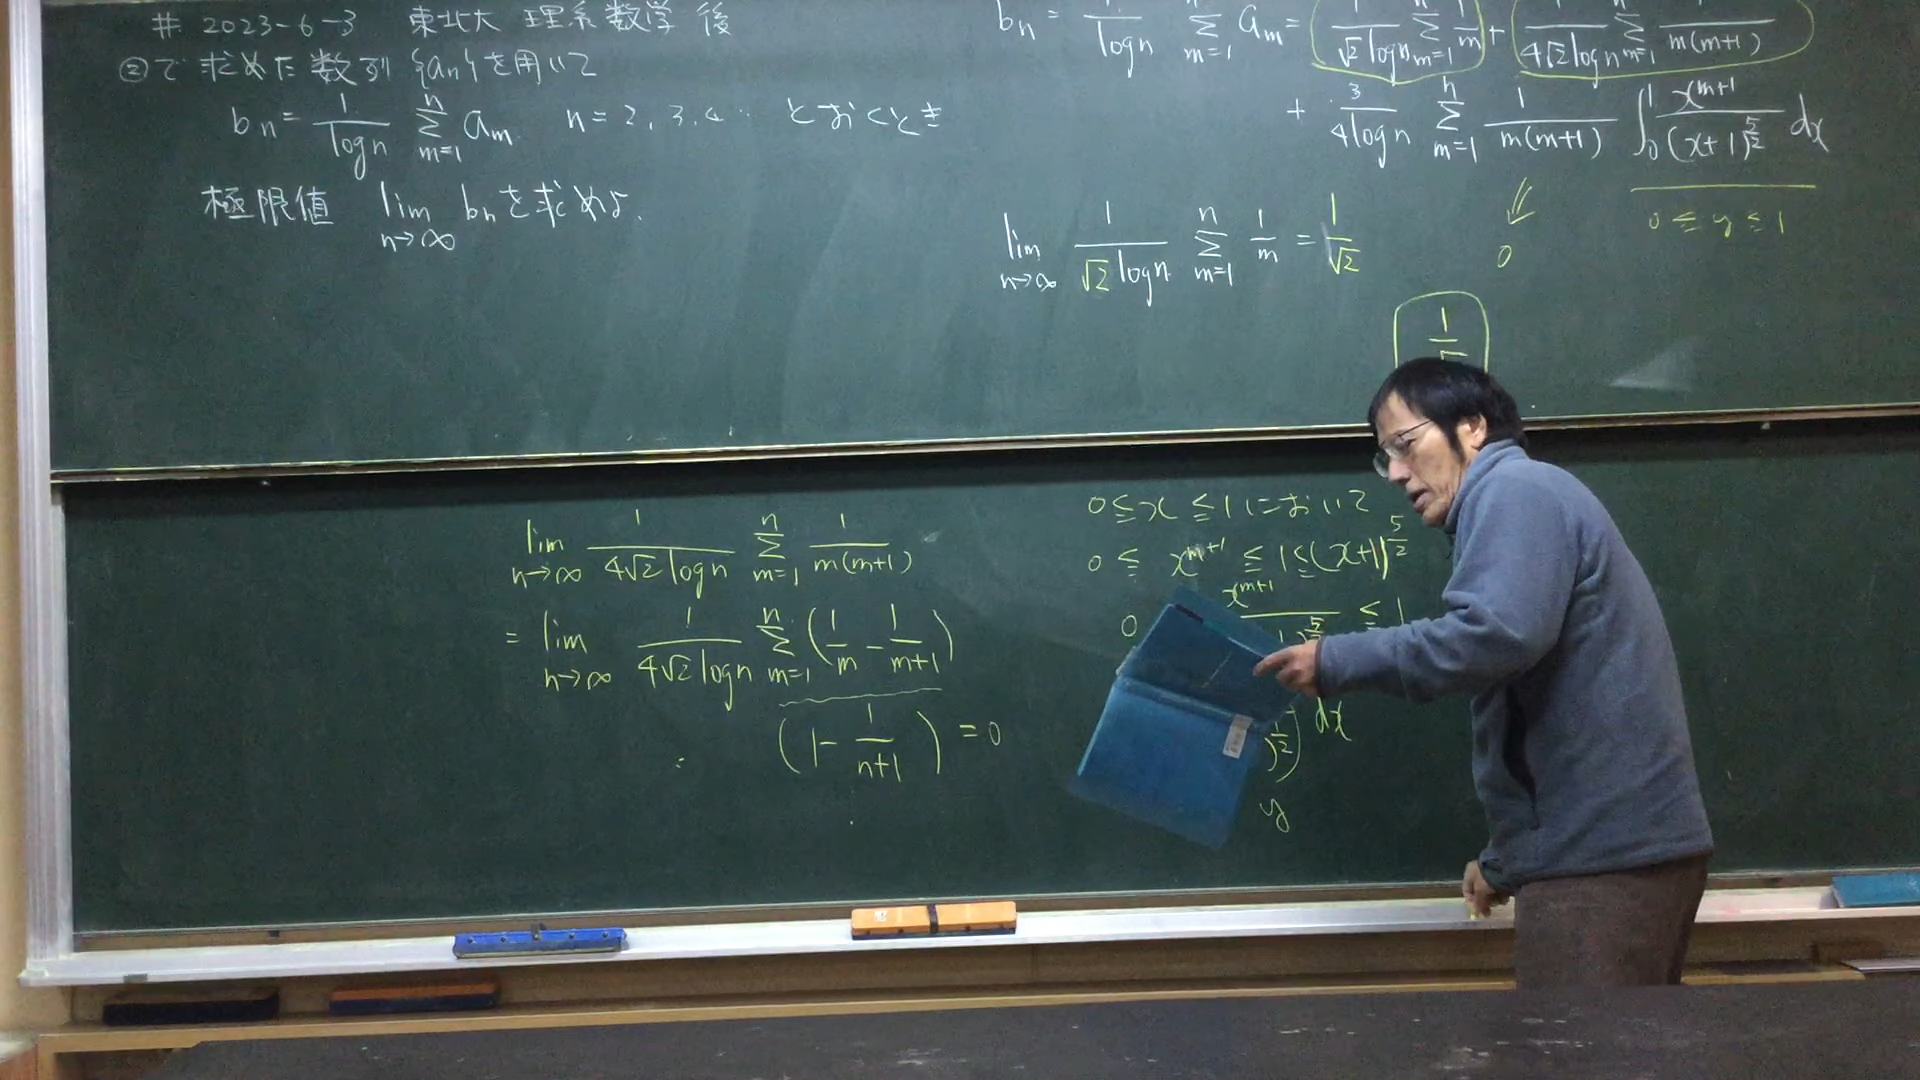 # 2023-6-3 東北大 理系数学 後
②で求めた数列{aₙ}を用いて
bₙ = 1/(log n) Σ_{m=1}^{n} aₘ n = 2, 3, 4… とおくとき
極限値 lim_{n→∞} bₙを求めよ.
bₙ = 1/(log n) Σ_{m=1}^{n} aₘ = 1/(√2 log n) Σ_{m=1}^{n} 1/m + 1/(4√2 log n) Σ_{m=1}^{n} 1/(m(m+1))
+ 3/(4 log n) Σ_{m=1}^{n} 1/(m(m+1)) ∫₀¹ x^{m+1}/(x+1)^{5/2} dx
0 ≦ y ≦ 1
0
lim_{n→∞} 1/(√2 log n) Σ_{m=1}^{n} 1/m = 1/√2
lim_{n→∞} 1/(4√2 log n) Σ_{m=1}^{n} 1/(m(m+1))
= lim_{n→∞} 1/(4√2 log n) Σ_{m=1}^{n} (1/m - 1/(m+1))
(1 - 1/(n+1)) = 0
0 ≦ x ≦ 1 において
0 ≦ x^{m+1} ≦ 1 ≦ (x+1)^{5/2}
0 x^{m+1} ≦ 1
dx
y